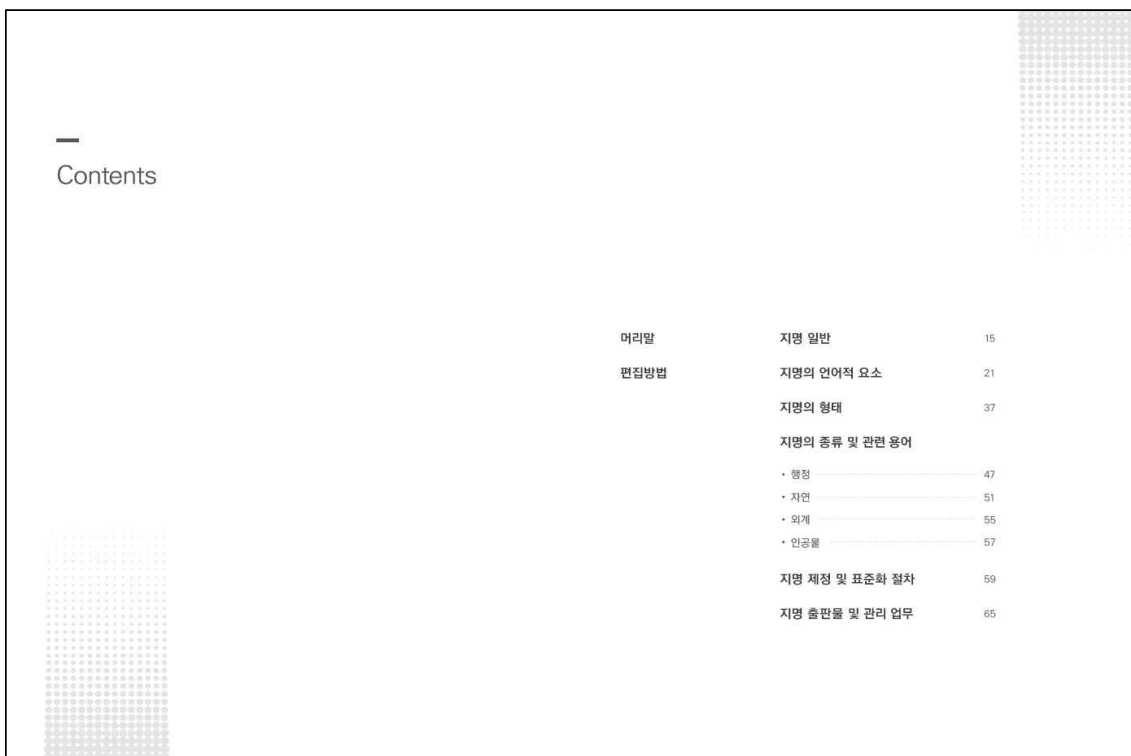 Contents
머리말
편집방법
지명 일반 15
지명의 언어적 요소 21
지명의 형태 37
지명의 종류 및 관련 용어
• 행정 47
• 자연 51
• 외계 55
• 인공물 57
지명 제정 및 표준화 절차 59
지명 출판물 및 관리 업무 65